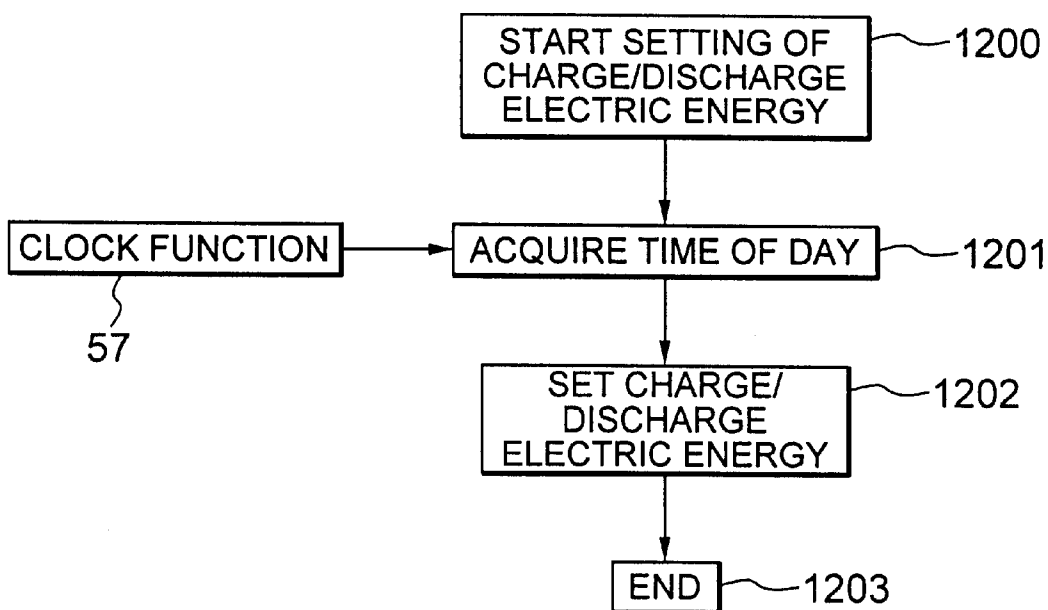 START SETTING OF
CHARGE/DISCHARGE
ELECTRIC ENERGY
1200
CLOCK FUNCTION
57
ACQUIRE TIME OF DAY
1201
SET CHARGE/
DISCHARGE
ELECTRIC ENERGY
1202
END
1203